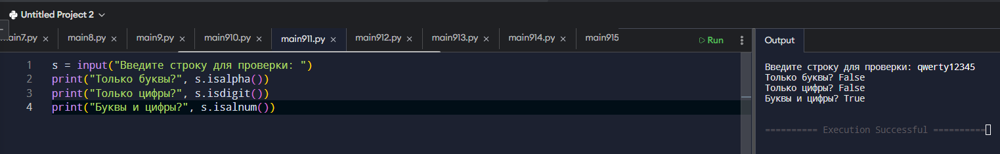 Untitled Project 2
main7.py × main8.py × main9.py × main910.py × main911.py × main912.py × main913.py × main914.py × main915 Run Output
1 s = input("Введите строку для проверки: ")
2 print("Только буквы?", s.isalpha())
3 print("Только цифры?", s.isdigit())
4 print("Буквы и цифры?", s.isalnum())
Введите строку для проверки: qwerty12345
Только буквы? False
Только цифры? False
Буквы и цифры? True
========== Execution Successful ==========